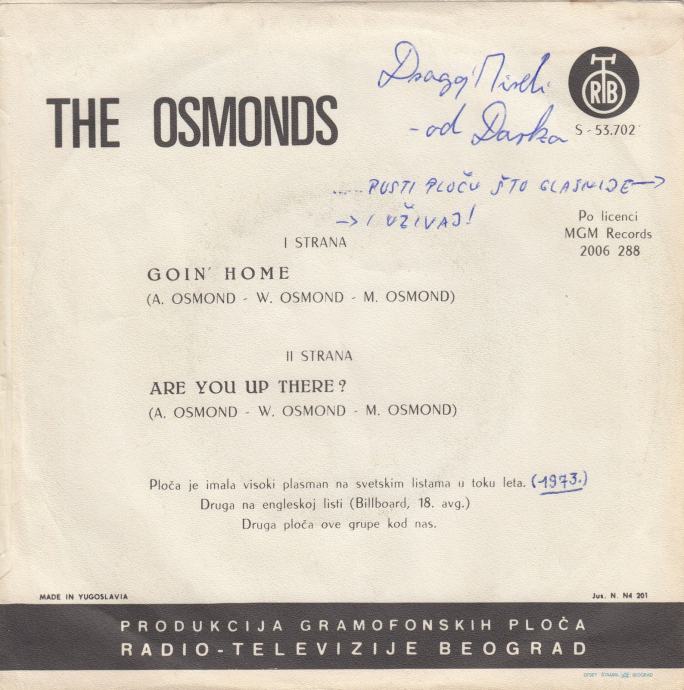 Dragoj Miseli
RTB
- od Darka
S - 53.702
THE OSMONDS
..... PUSTI PLOČU ŠTO GLASNIJE →
→ I UŽIVAJ!
Po licenci
MGM Records
2006 288
I STRANA
GOIN' HOME
(A. OSMOND - W. OSMOND - M. OSMOND)
II STRANA
ARE YOU UP THERE?
(A. OSMOND - W. OSMOND - M. OSMOND)
Ploča je imala visoki plasman na svetskim listama u toku leta. (1973.)
Druga na engleskoj listi (Billboard, 18. avg.)
Druga ploča ove grupe kod nas.
MADE IN YUGOSLAVIA
Jus. N. N4 201
PRODUKCIJA GRAMOFONSKIH PLOČA
RADIO-TELEVIZIJE BEOGRAD